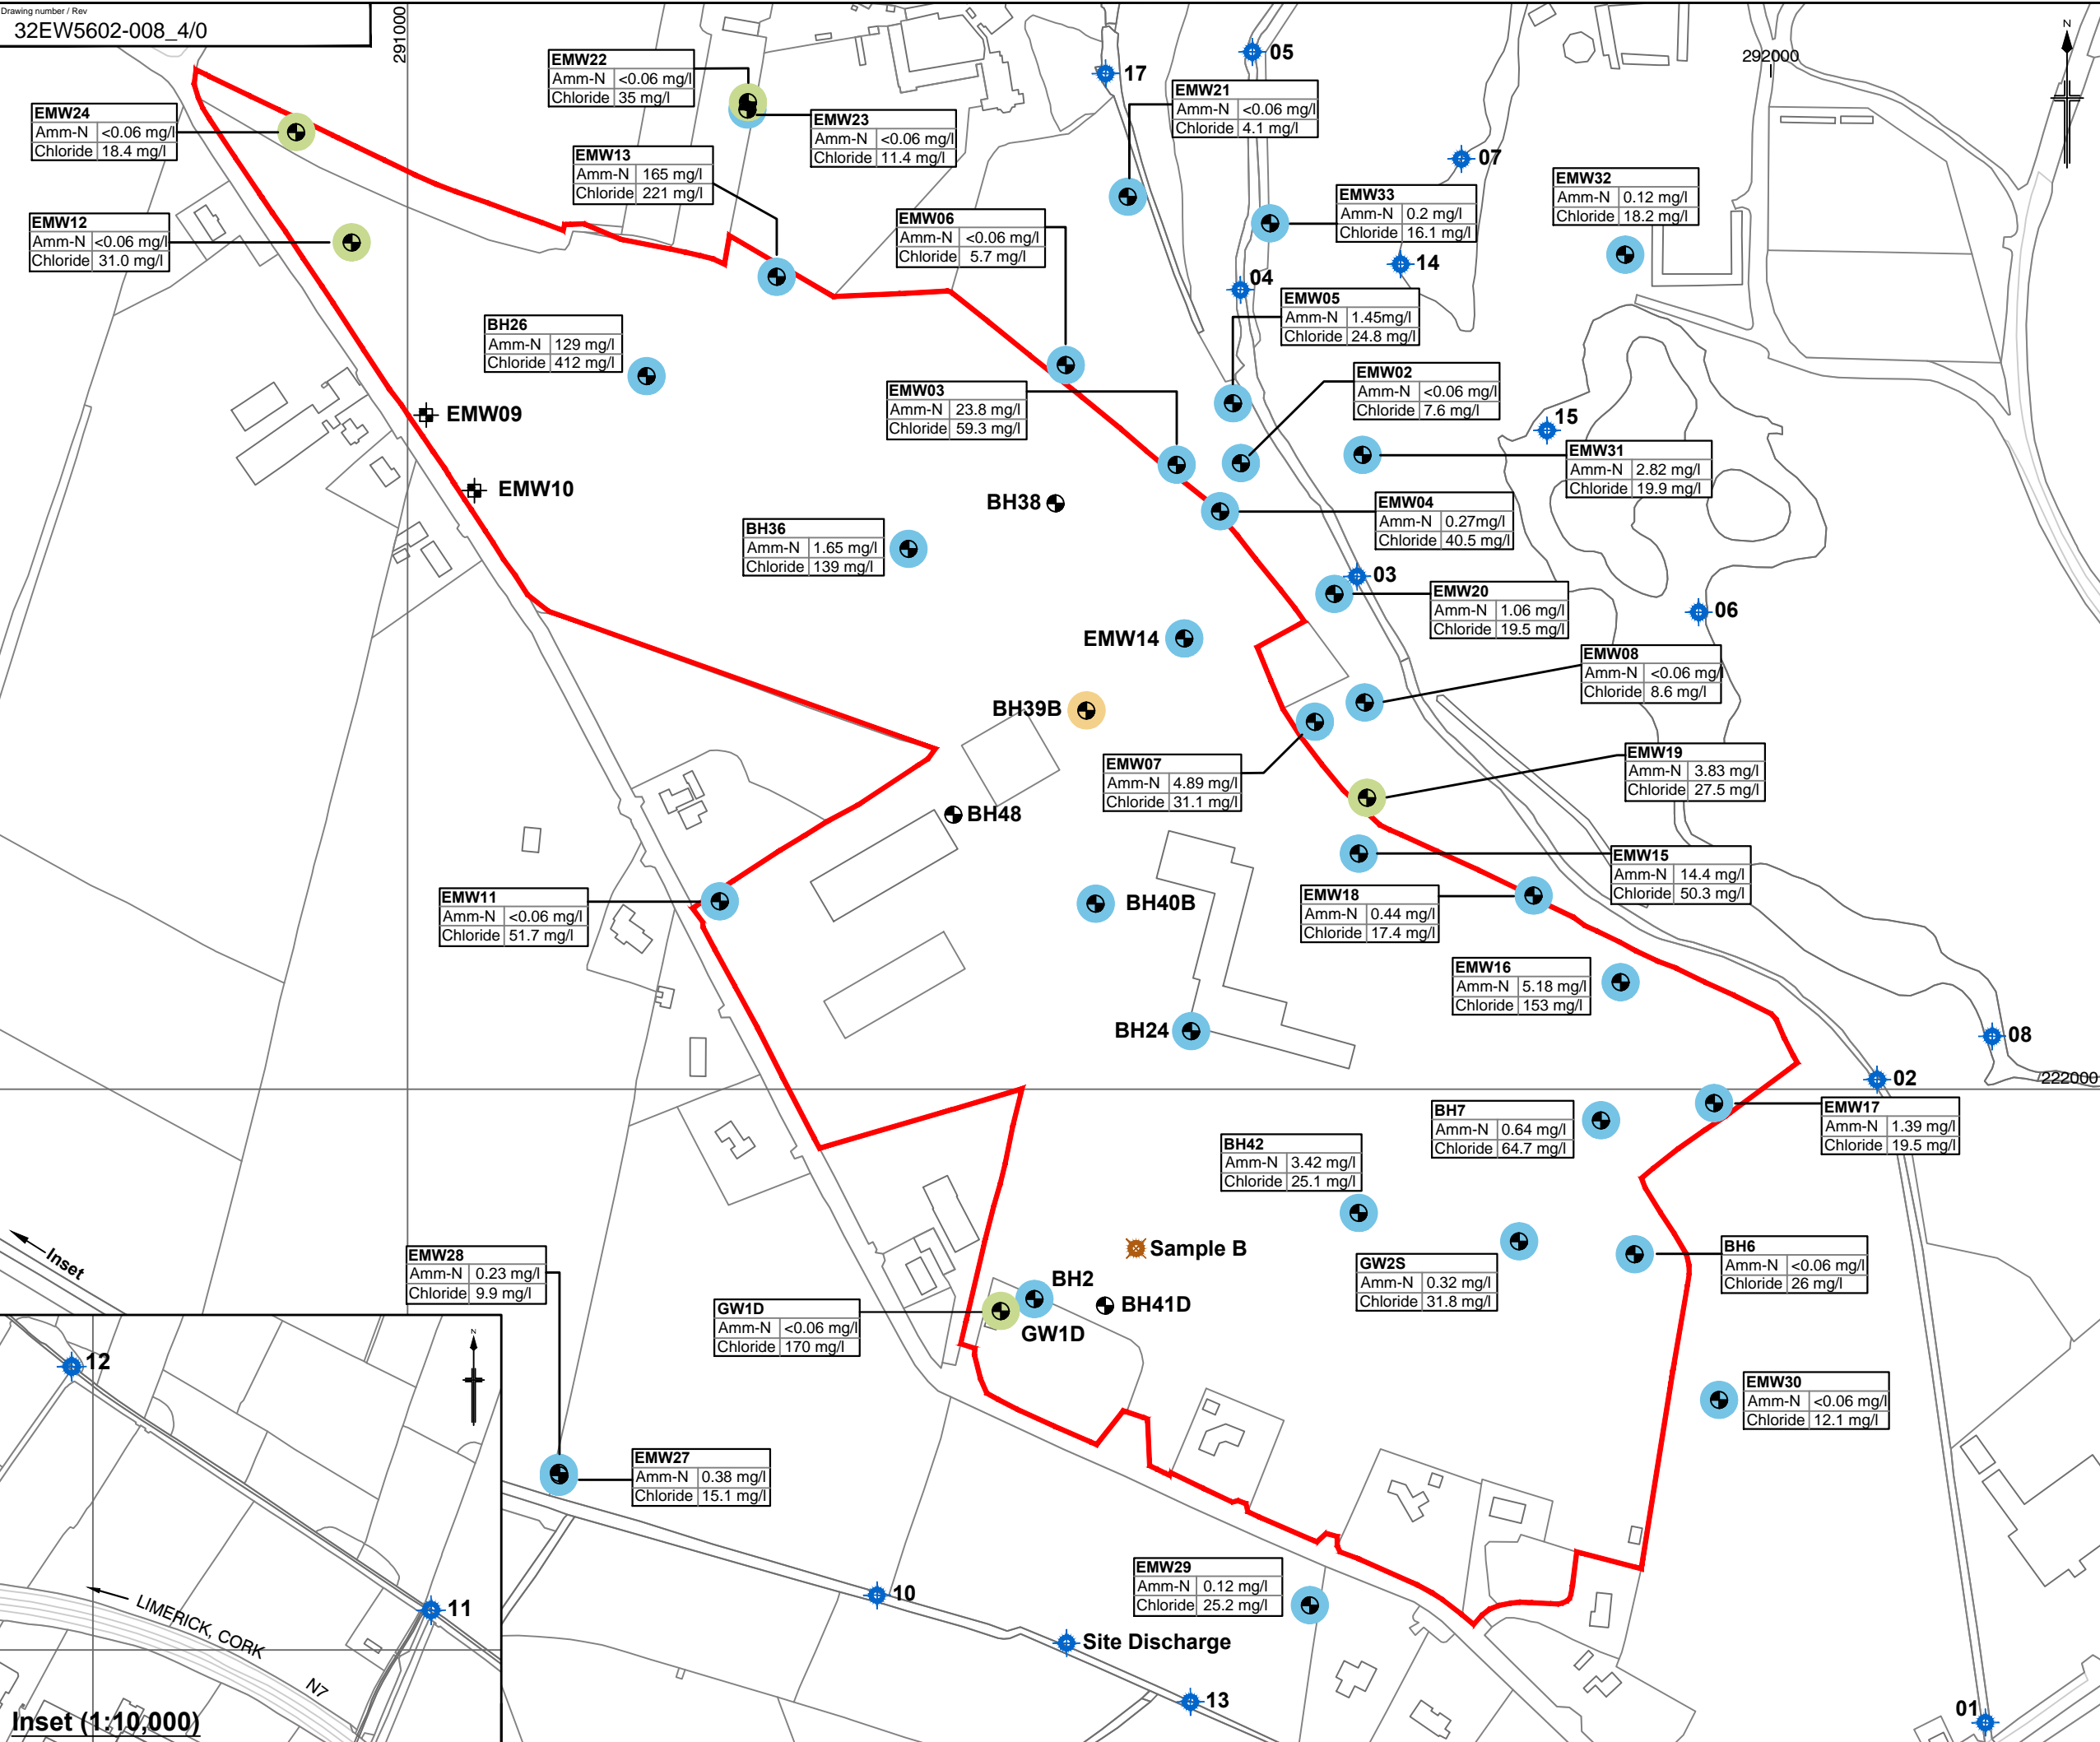 Drawing number / Rev
32EW5602-008_4/0
291000
292000
N
EMW22
Amm-N <0.06 mg/l
Chloride 35 mg/l
17
05
EMW21
Amm-N <0.06 mg/l
Chloride 4.1 mg/l
EMW24
Amm-N <0.06 mg/l
Chloride 18.4 mg/l
EMW23
Amm-N <0.06 mg/l
Chloride 11.4 mg/l
EMW13
Amm-N 165 mg/l
Chloride 221 mg/l
07
EMW32
Amm-N 0.12 mg/l
Chloride 18.2 mg/l
EMW33
Amm-N 0.2 mg/l
Chloride 16.1 mg/l
EMW12
Amm-N <0.06 mg/l
Chloride 31.0 mg/l
EMW06
Amm-N <0.06 mg/l
Chloride 5.7 mg/l
14
04
EMW05
Amm-N 1.45mg/l
Chloride 24.8 mg/l
BH26
Amm-N 129 mg/l
Chloride 412 mg/l
EMW02
Amm-N <0.06 mg/l
Chloride 7.6 mg/l
EMW03
Amm-N 23.8 mg/l
Chloride 59.3 mg/l
EMW09
15
EMW31
Amm-N 2.82 mg/l
Chloride 19.9 mg/l
EMW10
BH38
EMW04
Amm-N 0.27mg/l
Chloride 40.5 mg/l
BH36
Amm-N 1.65 mg/l
Chloride 139 mg/l
03
EMW20
Amm-N 1.06 mg/l
Chloride 19.5 mg/l
06
EMW14
EMW08
Amm-N <0.06 mg/l
Chloride 8.6 mg/l
BH39B
EMW07
Amm-N 4.89 mg/l
Chloride 31.1 mg/l
EMW19
Amm-N 3.83 mg/l
Chloride 27.5 mg/l
BH48
EMW15
Amm-N 14.4 mg/l
Chloride 50.3 mg/l
EMW11
Amm-N <0.06 mg/l
Chloride 51.7 mg/l
BH40B
EMW18
Amm-N 0.44 mg/l
Chloride 17.4 mg/l
EMW16
Amm-N 5.18 mg/l
Chloride 153 mg/l
BH24
08
02
222000
BH7
Amm-N 0.64 mg/l
Chloride 64.7 mg/l
EMW17
Amm-N 1.39 mg/l
Chloride 19.5 mg/l
BH42
Amm-N 3.42 mg/l
Chloride 25.1 mg/l
Inset
EMW28
Amm-N 0.23 mg/l
Chloride 9.9 mg/l
Sample B
GW2S
Amm-N 0.32 mg/l
Chloride 31.8 mg/l
BH6
Amm-N <0.06 mg/l
Chloride 26 mg/l
BH2
GW1D
Amm-N <0.06 mg/l
Chloride 170 mg/l
BH41D
GW1D
N
12
EMW30
Amm-N <0.06 mg/l
Chloride 12.1 mg/l
EMW27
Amm-N 0.38 mg/l
Chloride 15.1 mg/l
EMW29
Amm-N 0.12 mg/l
Chloride 25.2 mg/l
10
11
LIMERICK, CORK
N7
Site Discharge
13
01
Inset (1:10,000)